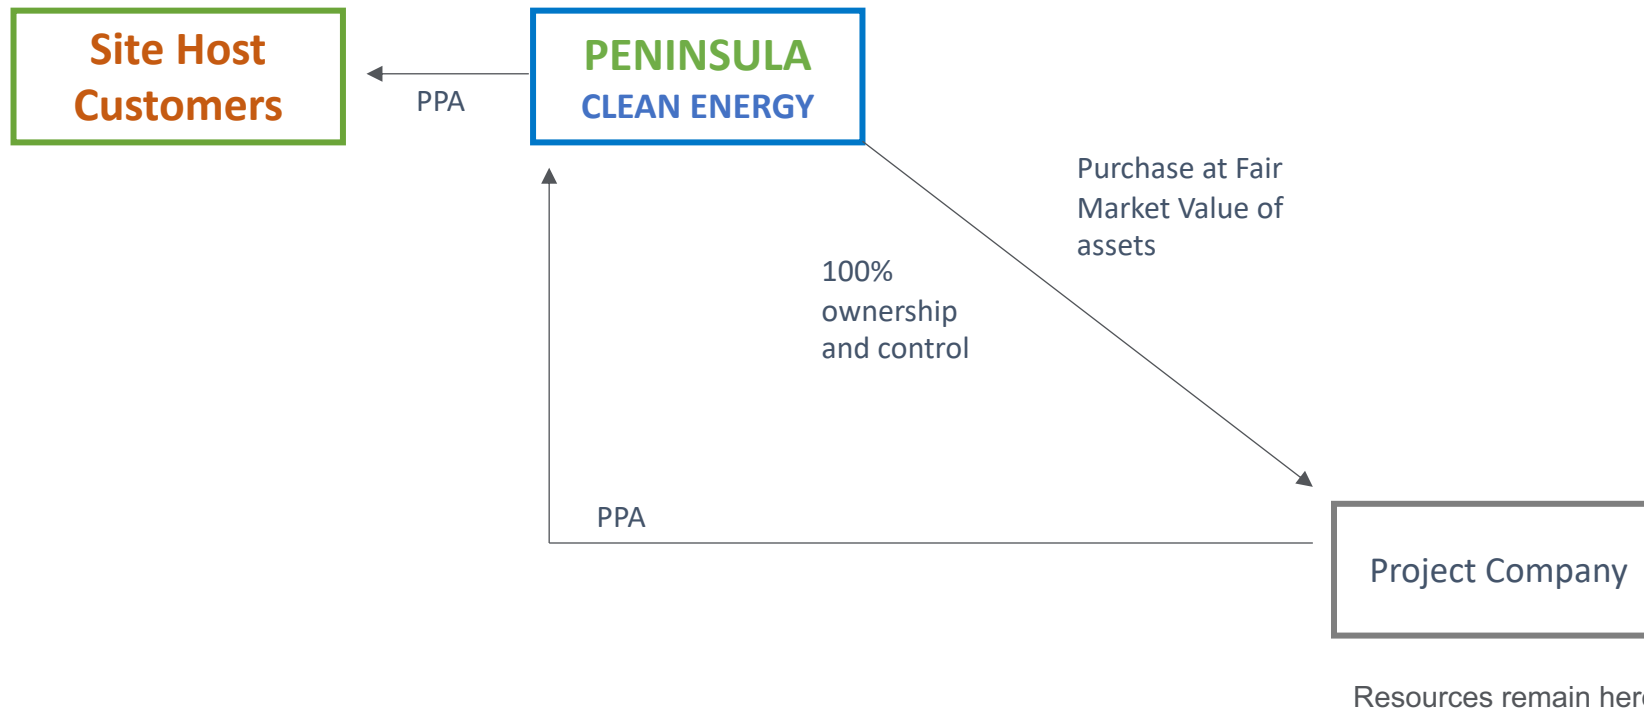 Site Host
Customers
PPA
PENINSULA
CLEAN ENERGY
Purchase at Fair
Market Value of
assets
100%
ownership
and control
PPA
Project Company
Resources remain here